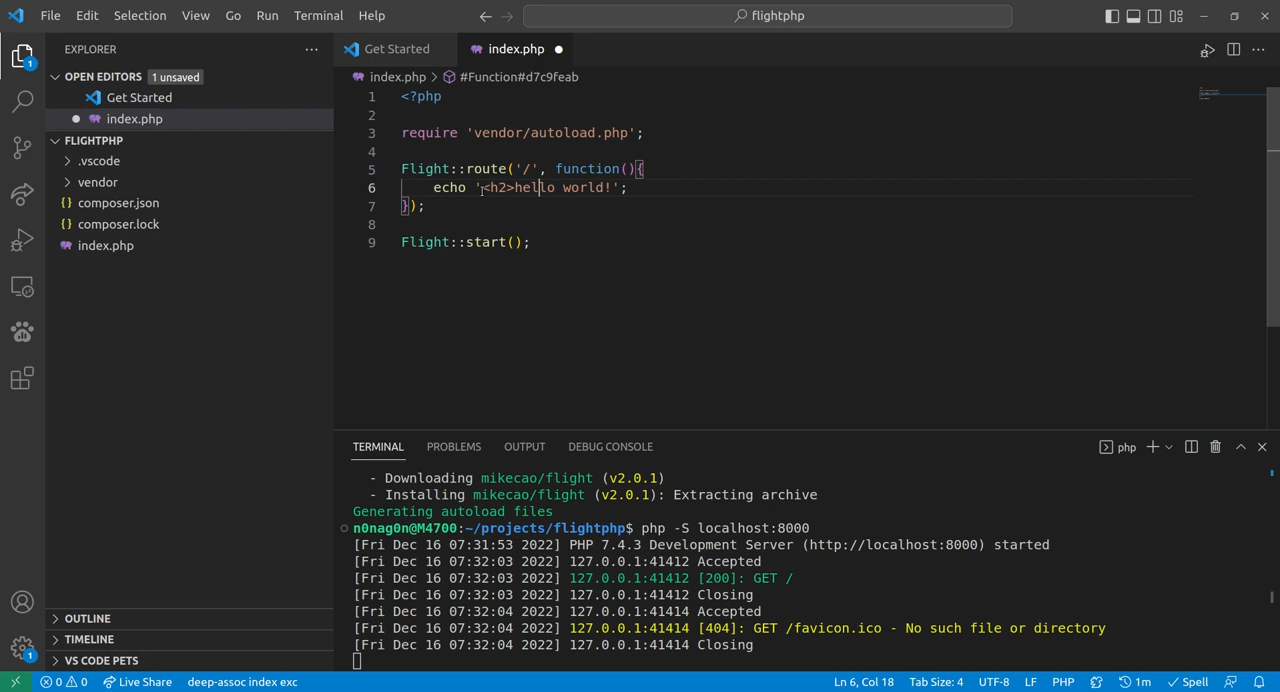 File Edit Selection View Go Run Terminal Help
flightphp
EXPLORER
Get Started
index.php
OPEN EDITORS 1 unsaved
Get Started
index.php
FLIGHTPHP
.vscode
vendor
composer.json
composer.lock
index.php
OUTLINE
TIMELINE
VS CODE PETS
index.php > #Function#d7c9feab
1 <?php
2
3 require 'vendor/autoload.php';
4
5 Flight::route('/', function(){
6 echo '<h2>hello world!';
7 });
8
9 Flight::start();
TERMINAL PROBLEMS OUTPUT DEBUG CONSOLE
php
- Downloading mikecao/flight (v2.0.1)
- Installing mikecao/flight (v2.0.1): Extracting archive
Generating autoload files
n0nag0n@M4700:~/projects/flightphp$ php -S localhost:8000
[Fri Dec 16 07:31:53 2022] PHP 7.4.3 Development Server (http://localhost:8000) started
[Fri Dec 16 07:32:03 2022] 127.0.0.1:41412 Accepted
[Fri Dec 16 07:32:03 2022] 127.0.0.1:41412 [200]: GET /
[Fri Dec 16 07:32:03 2022] 127.0.0.1:41412 Closing
[Fri Dec 16 07:32:04 2022] 127.0.0.1:41414 Accepted
[Fri Dec 16 07:32:04 2022] 127.0.0.1:41414 [404]: GET /favicon.ico - No such file or directory
[Fri Dec 16 07:32:04 2022] 127.0.0.1:41414 Closing
1
1
0 0 Live Share deep-assoc index exc Ln 6, Col 18 Tab Size: 4 UTF-8 LF PHP 1m Spell